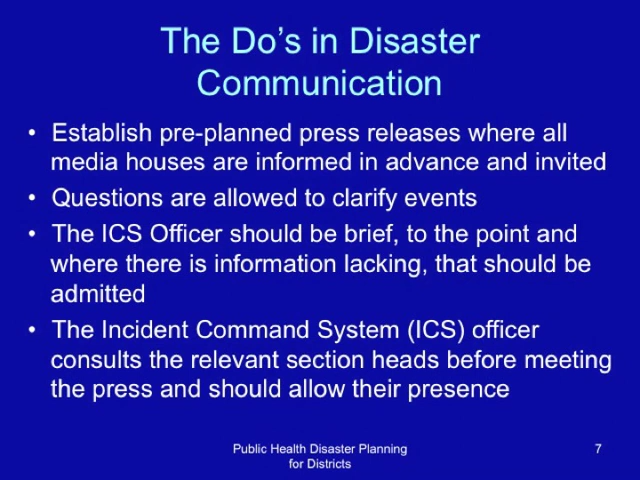 The Do's in Disaster
Communication
• Establish pre-planned press releases where all
media houses are informed in advance and invited
• Questions are allowed to clarify events
• The ICS Officer should be brief, to the point and
where there is information lacking, that should be
admitted
• The Incident Command System (ICS) officer
consults the relevant section heads before meeting
the press and should allow their presence
Public Health Disaster Planning
for Districts
7